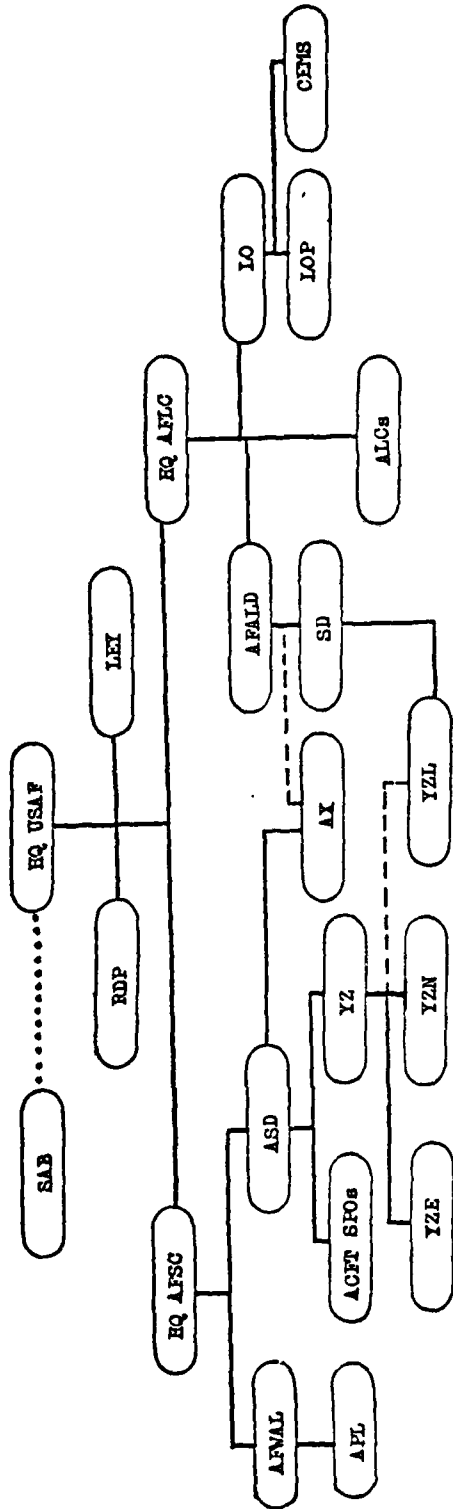 SAB
HQ USAF
RDP
LEY
HQ AFSC
HQ AFLC
AFWAL
ASD
AFALD
LO
APL
ACFT SPOs
YZ
AX
SD
ALCs
LOP
CEMS
YZE
YZN
YZL